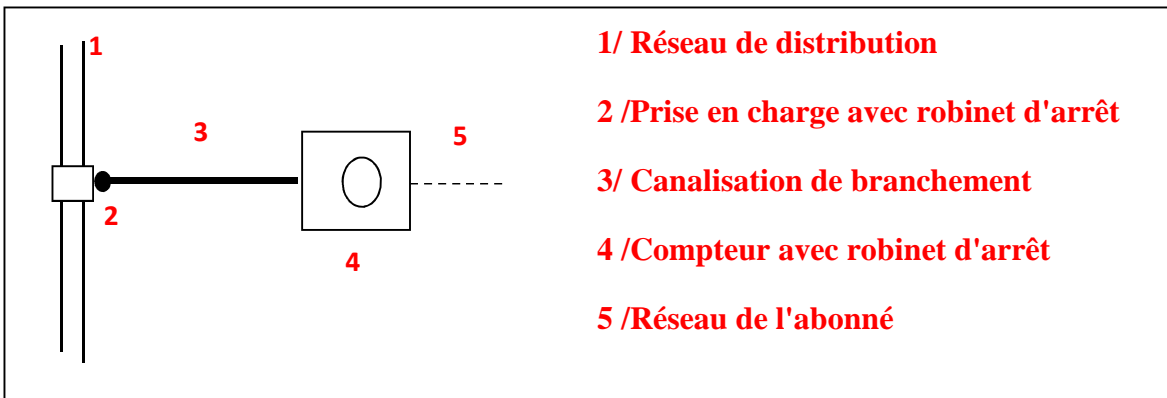 1
2
3
4
5
1/ Réseau de distribution
2 /Prise en charge avec robinet d'arrêt
3/ Canalisation de branchement
4 /Compteur avec robinet d'arrêt
5 /Réseau de l'abonné